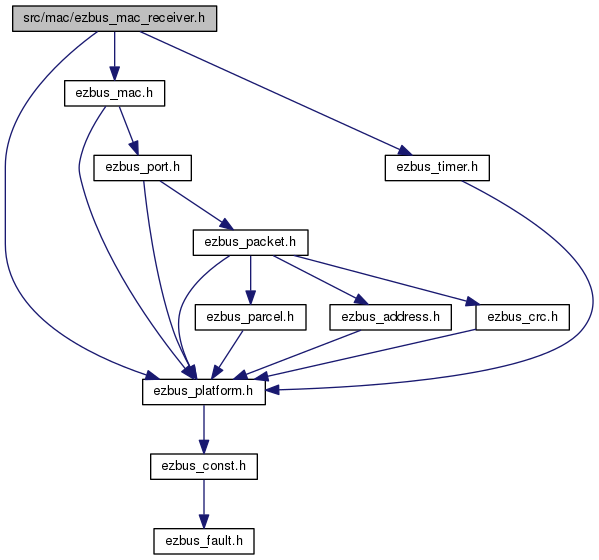 src/mac/ezbus_mac_receiver.h
ezbus_mac.h
ezbus_port.h
ezbus_timer.h
ezbus_packet.h
ezbus_parcel.h
ezbus_address.h
ezbus_crc.h
ezbus_platform.h
ezbus_const.h
ezbus_fault.h